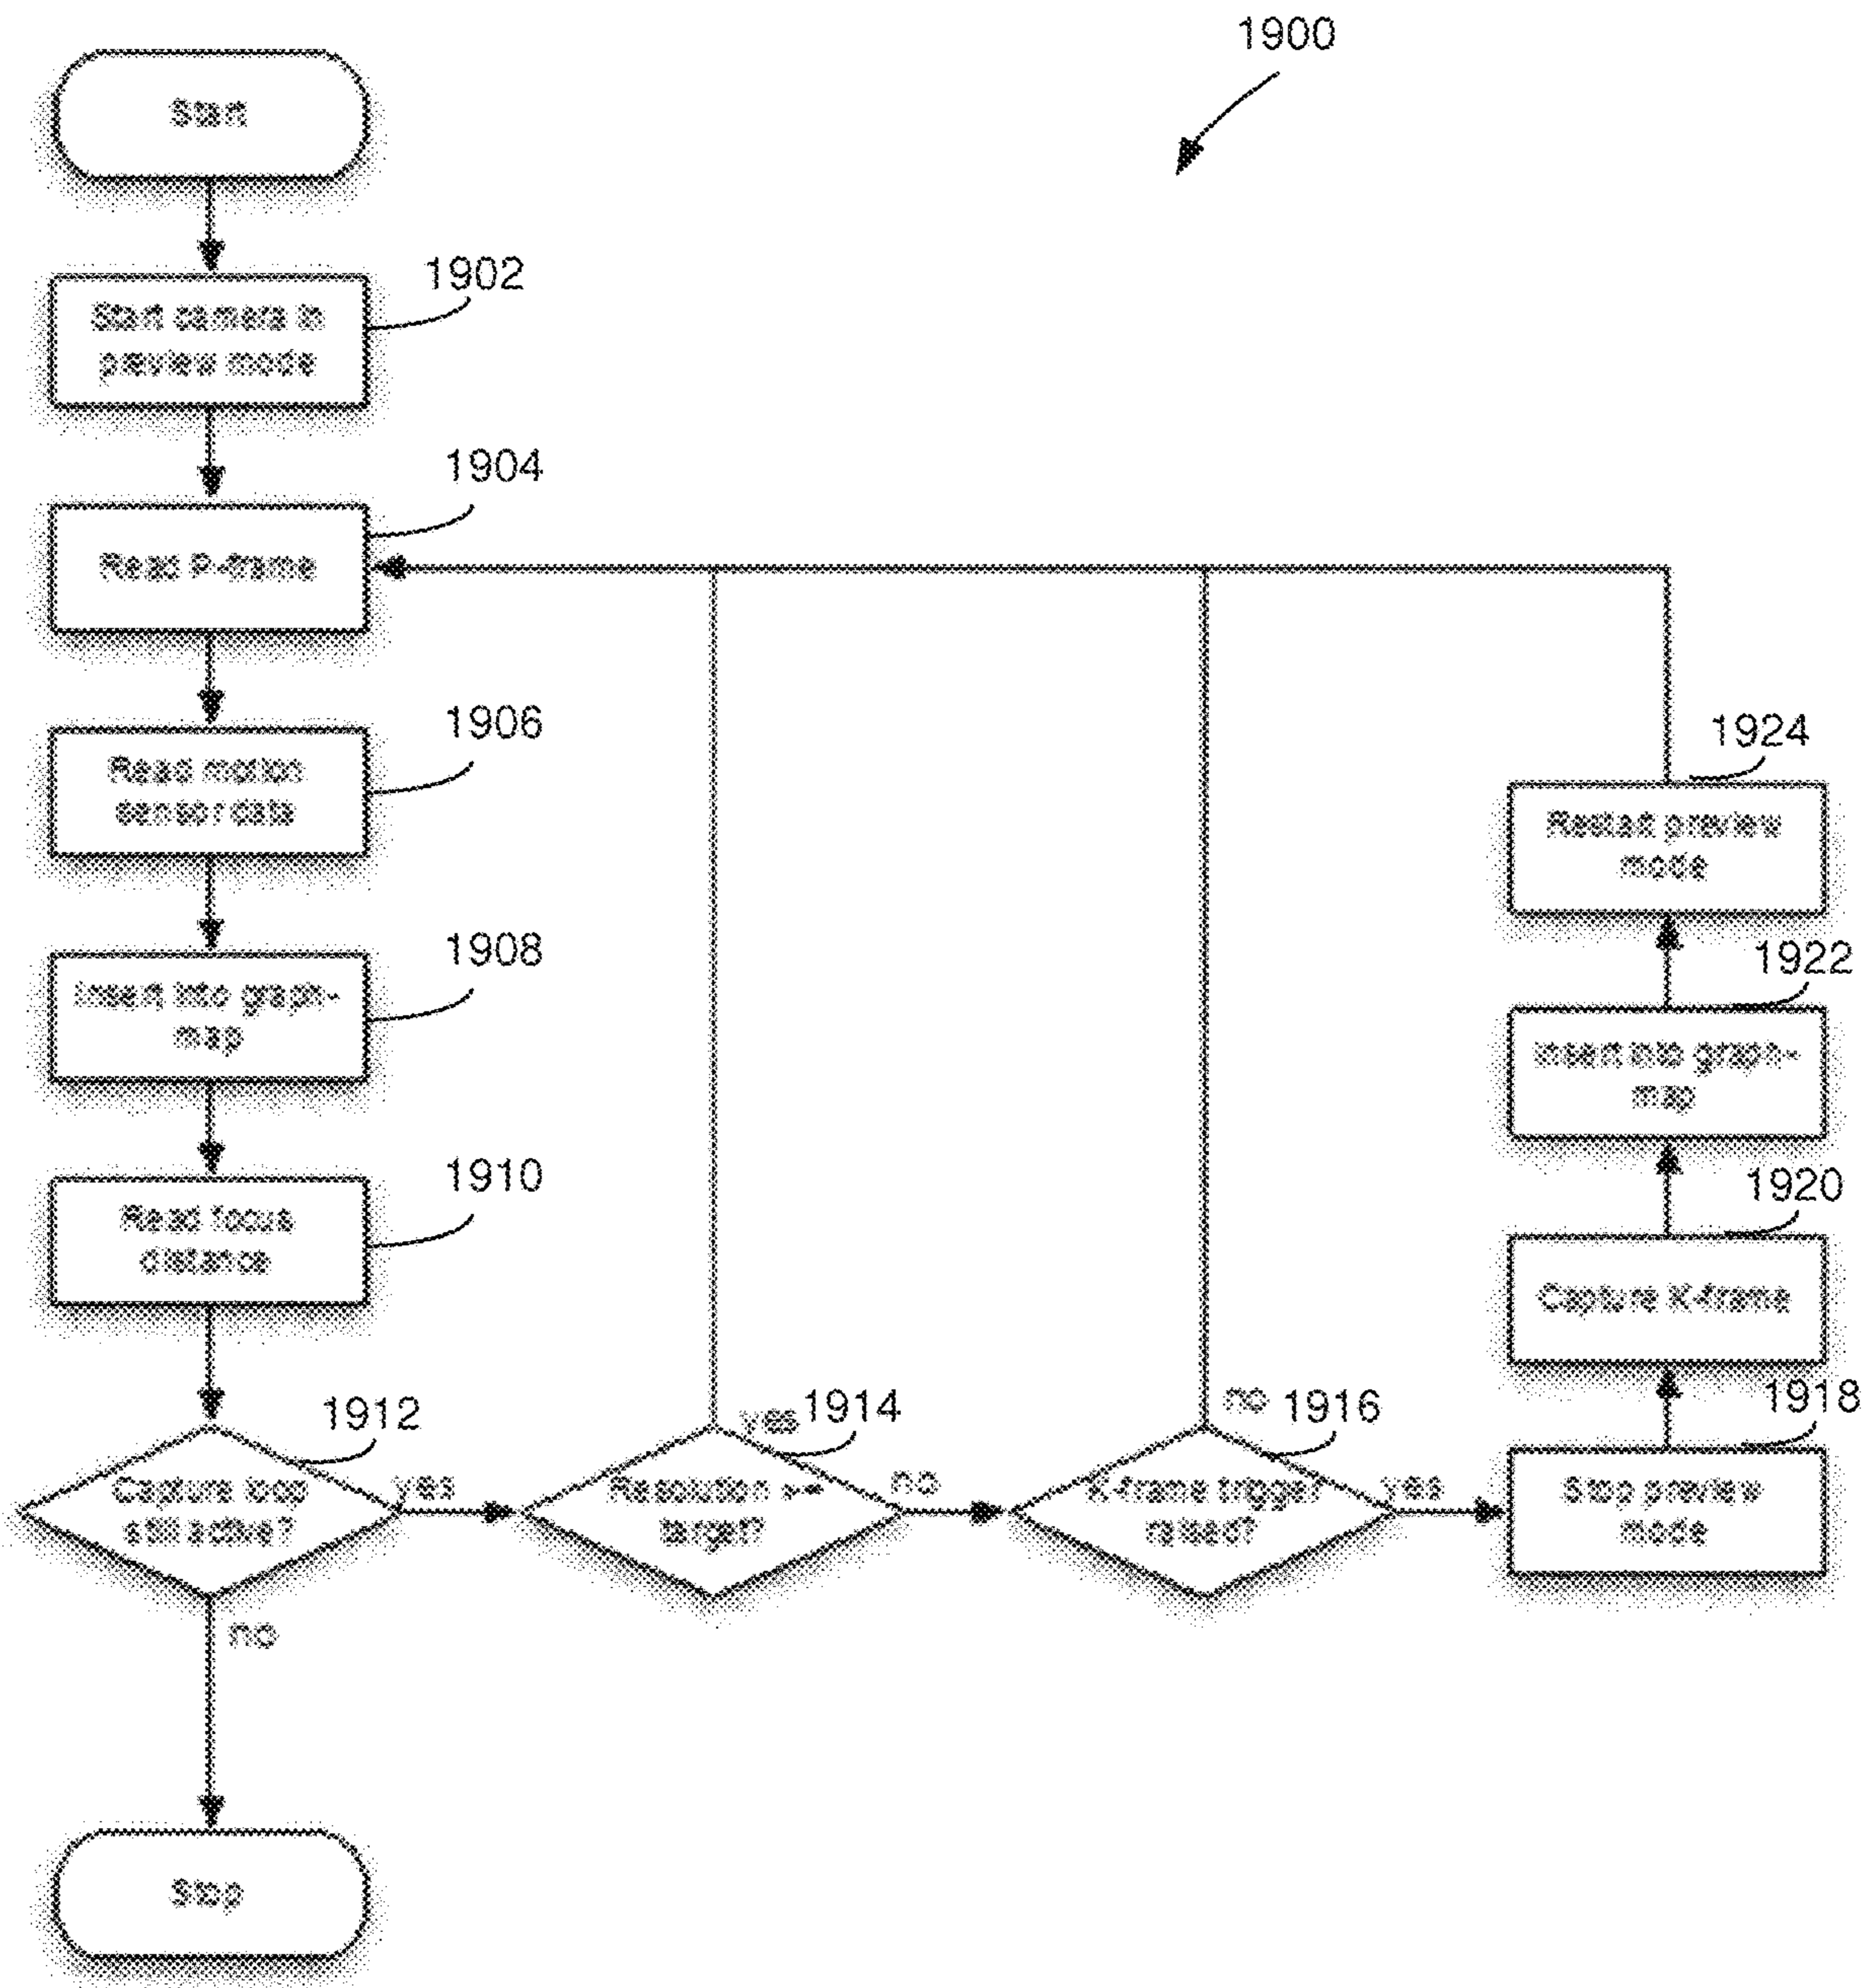 1900
Start
1902
Start camera in
preview mode
1904
Read P-frame
1906
Read motion
sensor data
1908
Insert into graph-
map
1910
Read focus
distance
1912
Capture loop
still active?
yes
no
Stop
yes 1914
Resolution >=
target?
no
no 1916
K-frame trigger
raised?
yes
1918
Stop preview
mode
1920
Capture K-frame
1922
Insert into graph-
map
1924
Restart preview
mode